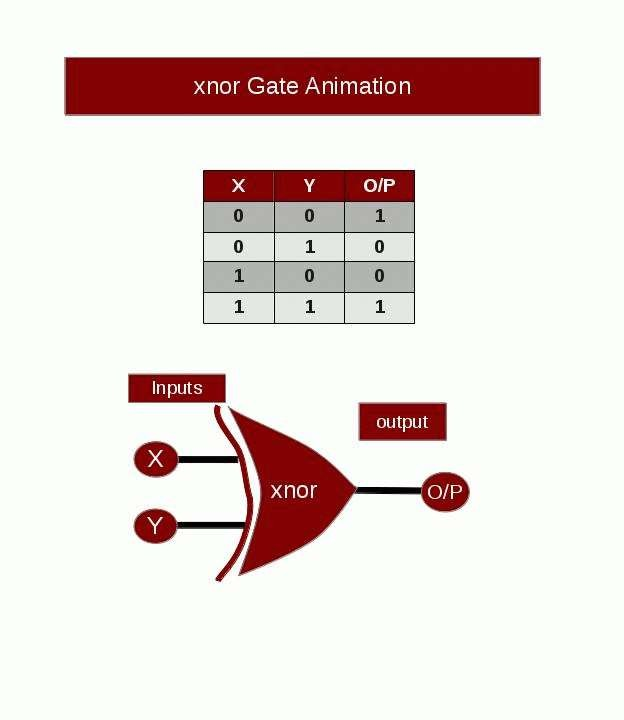 xnor Gate Animation
X Y O/P
0 0 1
0 1 0
1 0 0
1 1 1
Inputs
output
X
xnor
O/P
Y